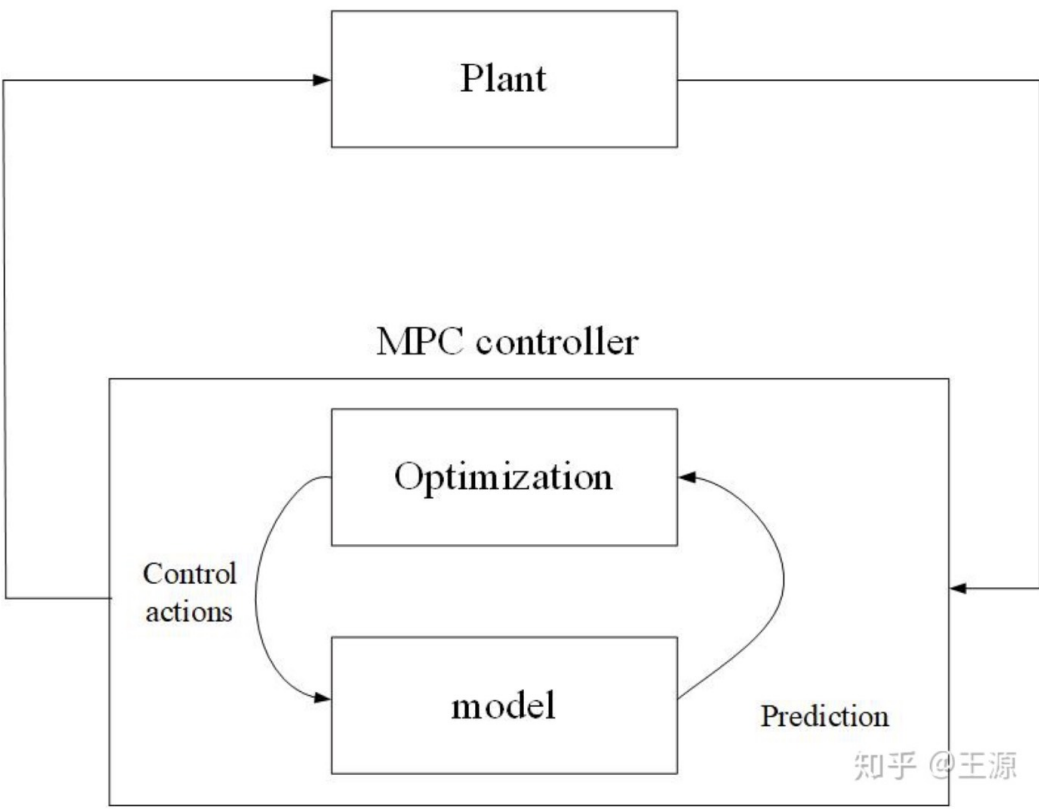 Plant
MPC controller
Optimization
Control
actions
model
Prediction
知乎 @王源